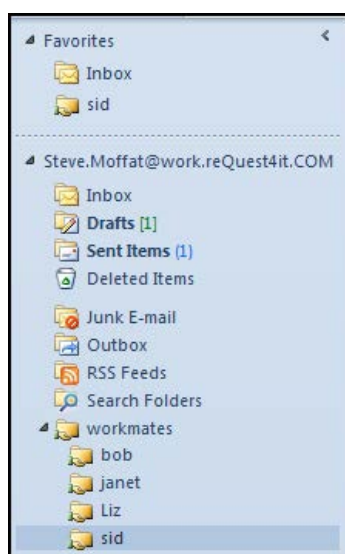 Favorites
Inbox
sid
Steve.Moffat@work.reQuest4it.COM
Inbox
Drafts [1]
Sent Items (1)
Deleted Items
Junk E-mail
Outbox
RSS Feeds
Search Folders
workmates
bob
janet
Liz
sid